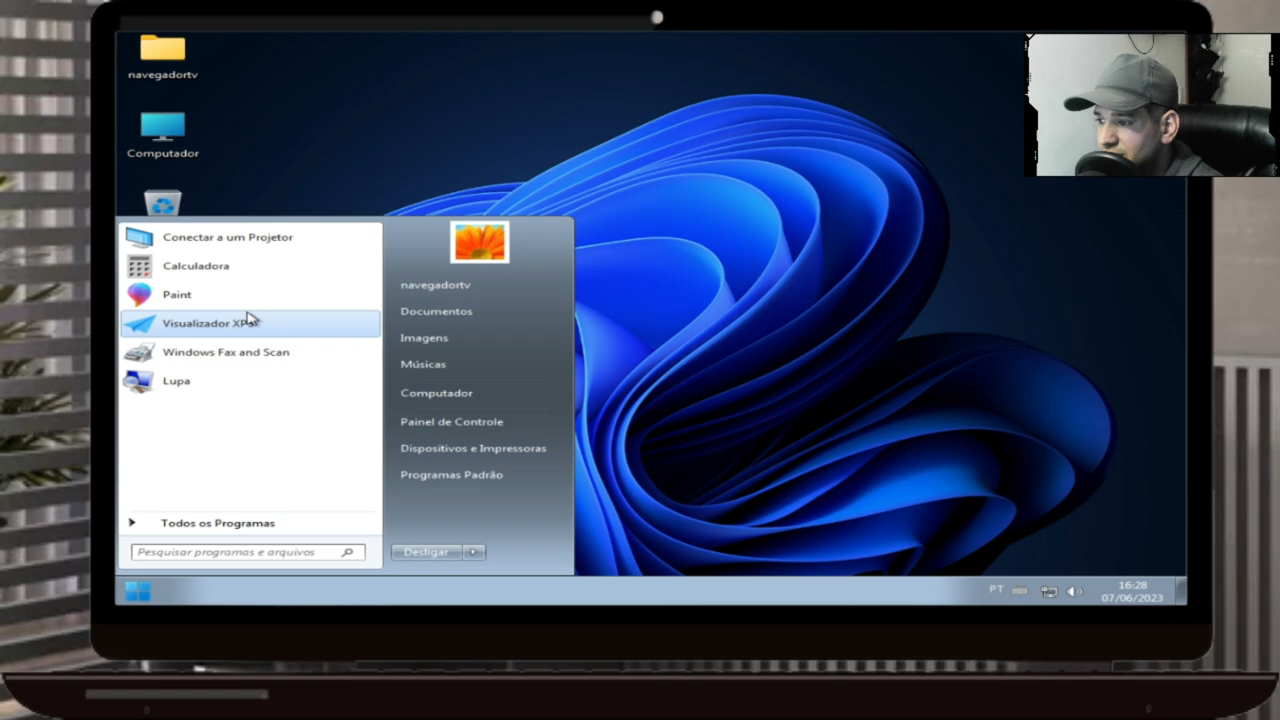 navegadortv
Computador
Conectar a um Projetor
Calculadora
Paint
Visualizador
Windows Fax and Scan
Lupa
Todos os Programas
Pesquisar programas e arquivos
navegadortv
Documentos
Imagens
Músicas
Computador
Painel de Controle
Dispositivos e Impressoras
Programas Padrão
Desligar
PT
16:28
07/06/2023